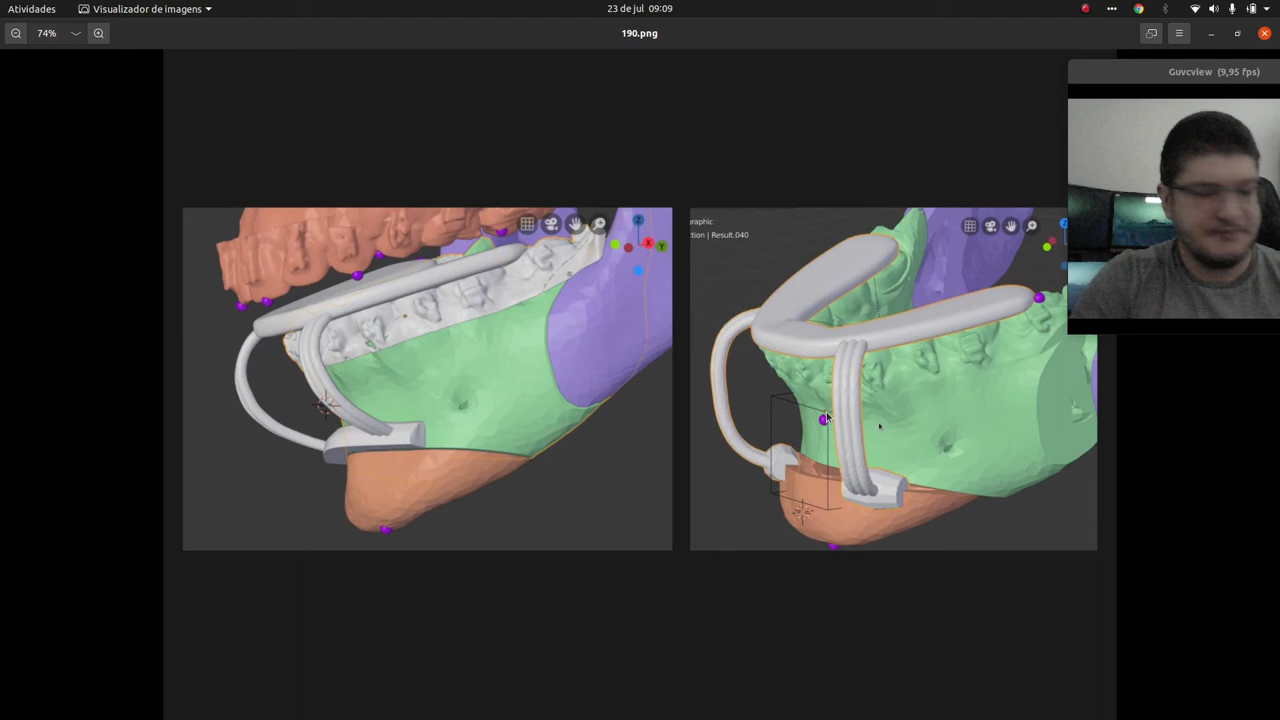 Atividades
Visualizador de imagens
23 de jul 09:09
74%
190.png
Guvcview (9,95 fps)
Z
X
Y
graphic
tion | Result.040
Z